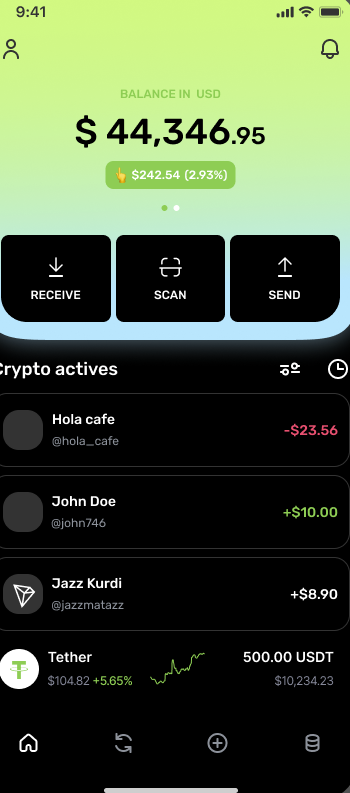 9:41
BALANCE IN USD
$ 44,346.95
👆 $242.54 (2.93%)
RECEIVE
SCAN
SEND
Crypto actives
Hola cafe
@hola_cafe
-$23.56
John Doe
@john746
+$10.00
Jazz Kurdi
@jazzmatazz
+$8.90
Tether
500.00 USDT
$104.82 +5.65%
$10,234.23